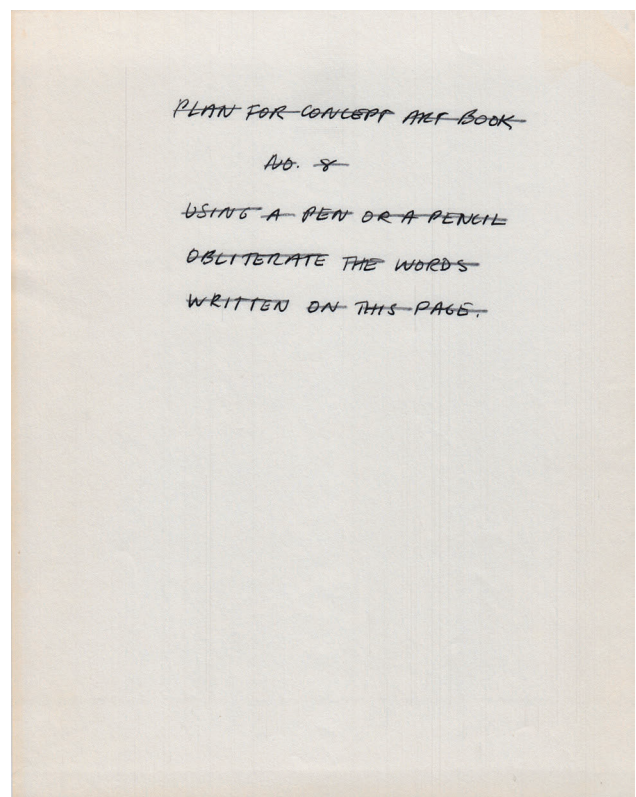 PLAN FOR CONCEPT ART BOOK
NO. 8
USING A PEN OR A PENCIL
OBLITERATE THE WORDS
WRITTEN ON THIS PAGE.